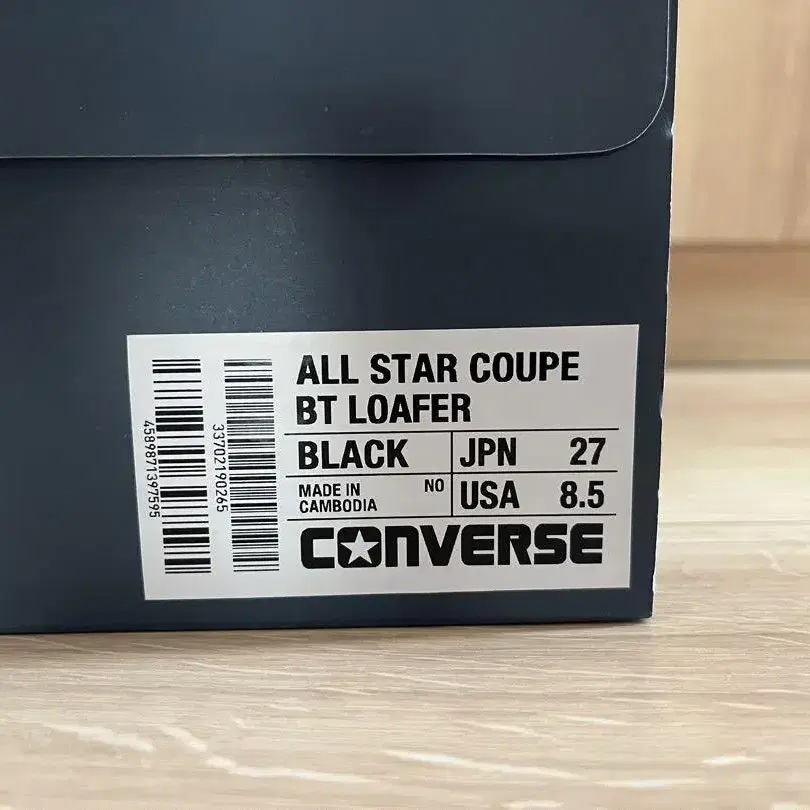 4589871397595
33702190265
ALL STAR COUPE
BT LOAFER
BLACK
JPN 27
MADE IN
CAMBODIA
NO
USA 8.5
CONVERSE